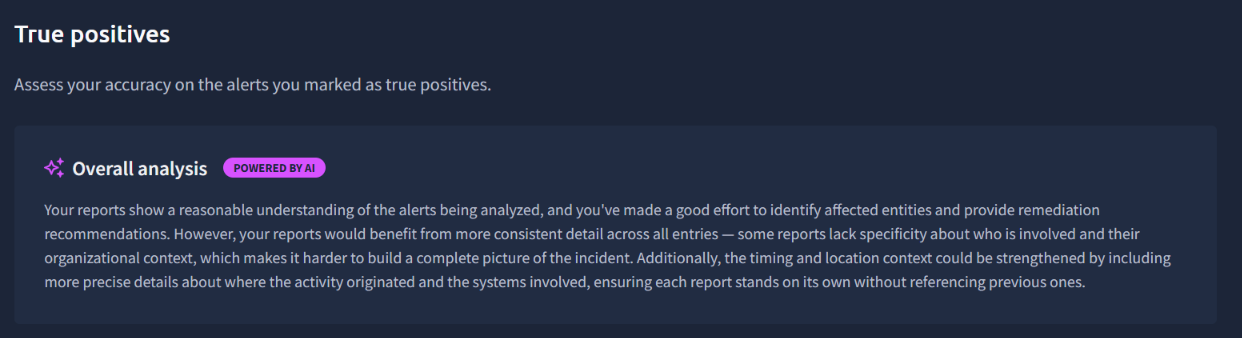 True positives
Assess your accuracy on the alerts you marked as true positives.
Overall analysis POWERED BY AI
Your reports show a reasonable understanding of the alerts being analyzed, and you've made a good effort to identify affected entities and provide remediation
recommendations. However, your reports would benefit from more consistent detail across all entries — some reports lack specificity about who is involved and their
organizational context, which makes it harder to build a complete picture of the incident. Additionally, the timing and location context could be strengthened by including
more precise details about where the activity originated and the systems involved, ensuring each report stands on its own without referencing previous ones.